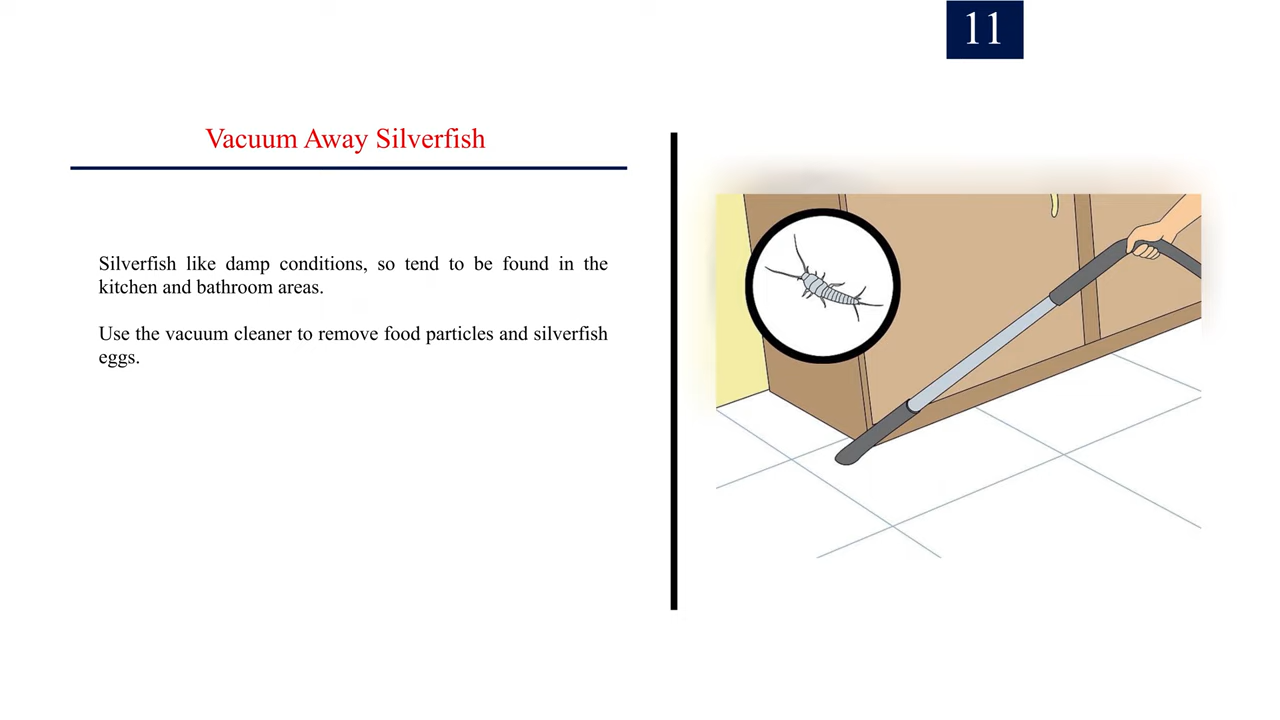 11
Vacuum Away Silverfish
Silverfish like damp conditions, so tend to be found in the
kitchen and bathroom areas.
Use the vacuum cleaner to remove food particles and silverfish
eggs.